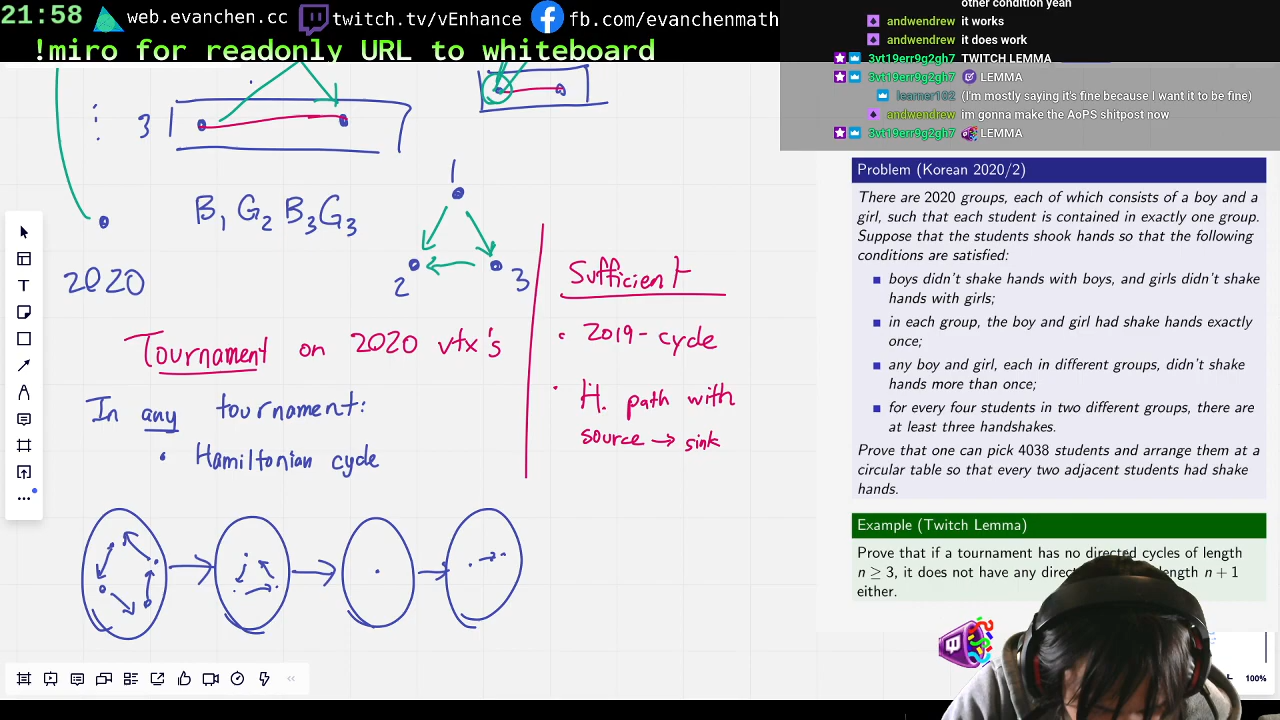 21:58
web.evanchen.cc
twitch.tv/vEnhance
fb.com/evanchenmath
!miro for readonly URL to whiteboard
other condition yeah
andwendrew it works
andwendrew it does work
3vt19err9g2gh7 TWITCH LEMMA
3vt19err9g2gh7 LEMMA
learner102 (I'm mostly saying it's fine because I want it to be fine)
andwendrew im gonna make the AoPS shitpost now
3vt19err9g2gh7 LEMMA
3
B1 G2 B3 G3
1
2
3
2020
Tournament on 2020 vtx's
In any tournament:
• Hamiltonian cycle
Sufficient
• 2019-cycle
• H. path with
source → sink
Problem (Korean 2020/2)
There are 2020 groups, each of which consists of a boy and a
girl, such that each student is contained in exactly one group.
Suppose that the students shook hands so that the following
conditions are satisfied:
boys didn't shake hands with boys, and girls didn't shake
hands with girls;
in each group, the boy and girl had shake hands exactly
once;
any boy and girl, each in different groups, didn't shake
hands more than once;
for every four students in two different groups, there are
at least three handshakes.
Prove that one can pick 4038 students and arrange them at a
circular table so that every two adjacent students had shake
hands.
Example (Twitch Lemma)
Prove that if a tournament has no directed cycles of length
n ≥ 3, it does not have any length n + 1
either.
T
A
100%